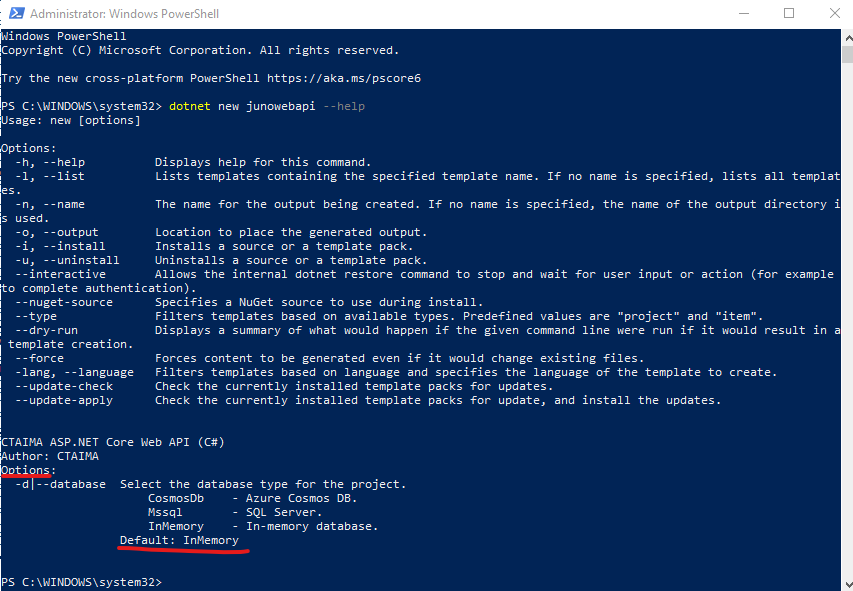 Administrator: Windows PowerShell
Windows PowerShell
Copyright (C) Microsoft Corporation. All rights reserved.
Try the new cross-platform PowerShell https://aka.ms/pscore6
PS C:\WINDOWS\system32> dotnet new junowebapi --help
Usage: new [options]
Options:
  -h, --help          Displays help for this command.
  -l, --list          Lists templates containing the specified template name. If no name is specified, lists all templat
es.
  -n, --name          The name for the output being created. If no name is specified, the name of the output directory i
s used.
  -o, --output        Location to place the generated output.
  -i, --install       Installs a source or a template pack.
  -u, --uninstall     Uninstalls a source or a template pack.
  --interactive       Allows the internal dotnet restore command to stop and wait for user input or action (for example
to complete authentication).
  --nuget-source      Specifies a NuGet source to use during install.
  --type              Filters templates based on available types. Predefined values are "project" and "item".
  --dry-run           Displays a summary of what would happen if the given command line were run if it would result in a
 template creation.
  --force             Forces content to be generated even if it would change existing files.
  -lang, --language   Filters templates based on language and specifies the language of the template to create.
  --update-check      Check the currently installed template packs for updates.
  --update-apply      Check the currently installed template packs for update, and install the updates.
CTAIMA ASP.NET Core Web API (C#)
Author: CTAIMA
Options:
  -d|--database  Select the database type for the project.
                     CosmosDb    - Azure Cosmos DB.
                     Mssql       - SQL Server.
                     InMemory    - In-memory database.
                 Default: InMemory
PS C:\WINDOWS\system32>